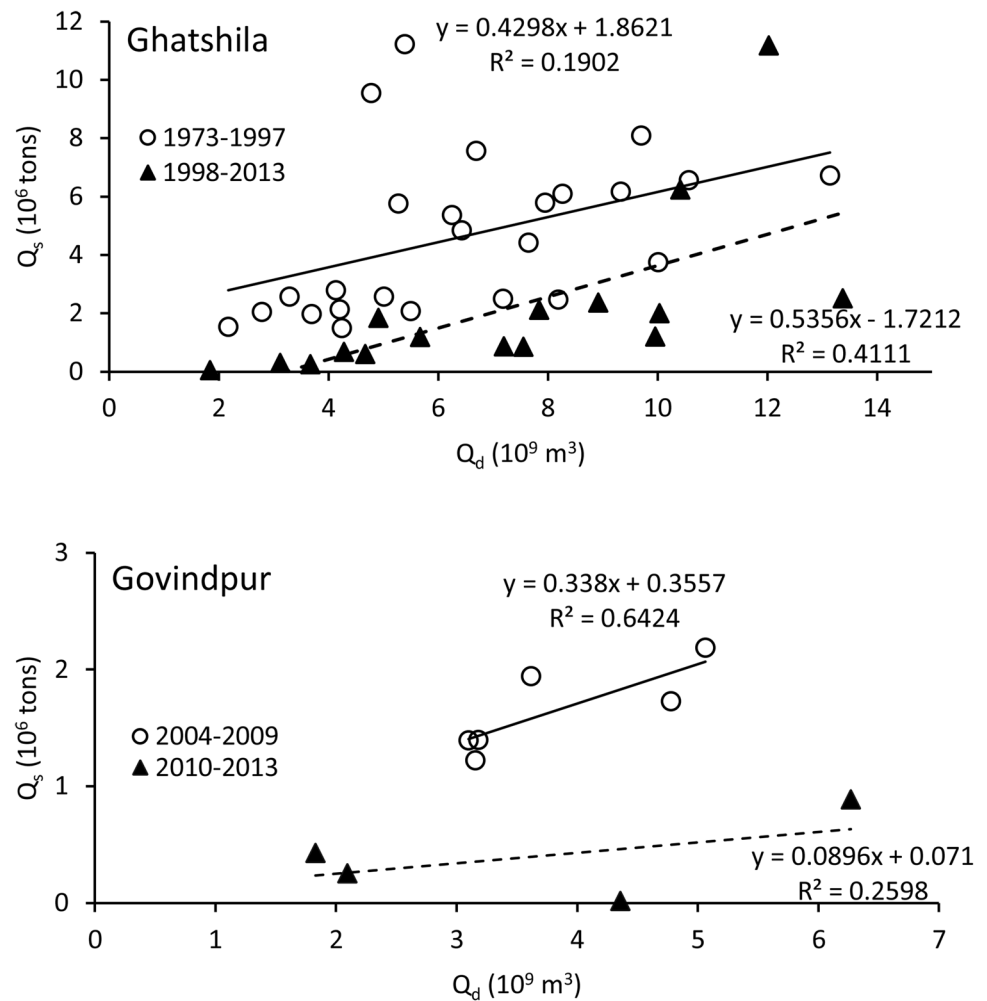 Ghatshila
y = 0.4298x + 1.8621
R² = 0.1902
1973-1997
1998-2013
y = 0.5356x - 1.7212
R² = 0.4111
12
10
8
6
4
2
0
Qs (10⁶ tons)
0 2 4 6 8 10 12 14
Qd (10⁹ m³)
Govindpur
y = 0.338x + 0.3557
R² = 0.6424
2004-2009
2010-2013
y = 0.0896x + 0.071
R² = 0.2598
3
2
1
0
Qs (10⁶ tons)
0 1 2 3 4 5 6 7
Qd (10⁹ m³)